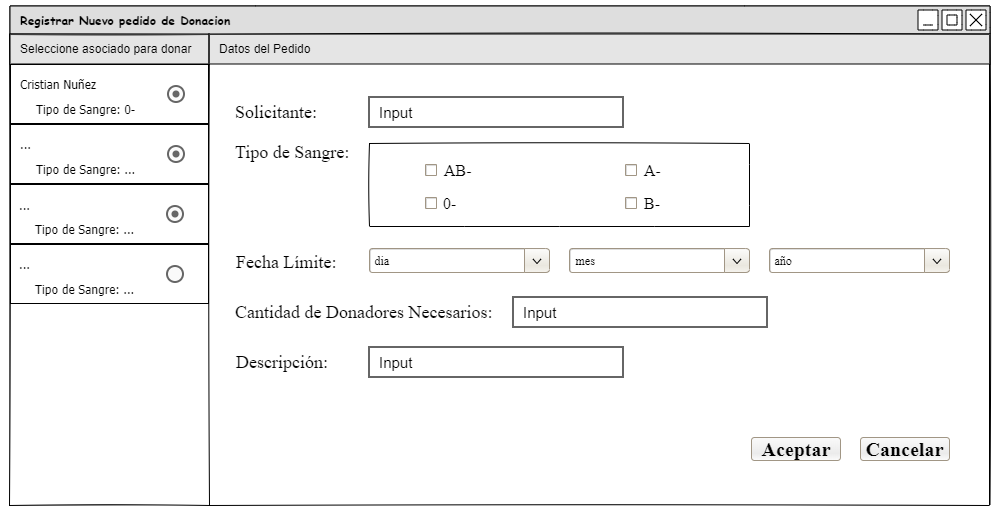 Registrar Nuevo pedido de Donacion
Seleccione asociado para donar
Datos del Pedido
Cristian Nuñez
Tipo de Sangre: 0-
...
Tipo de Sangre: ...
...
Tipo de Sangre: ...
...
Tipo de Sangre: ...
Solicitante: Input
Tipo de Sangre:
AB- A-
0- B-
Fecha Límite: dia mes año
Cantidad de Donadores Necesarios: Input
Descripción: Input
Aceptar Cancelar